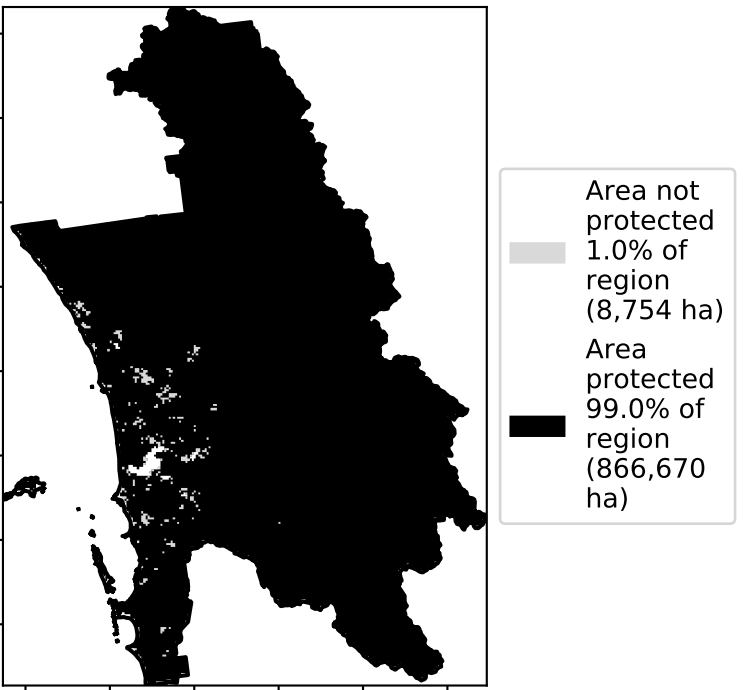 Area not
protected
1.0% of
region
(8,754 ha)
Area
protected
99.0% of
region
(866,670
ha)